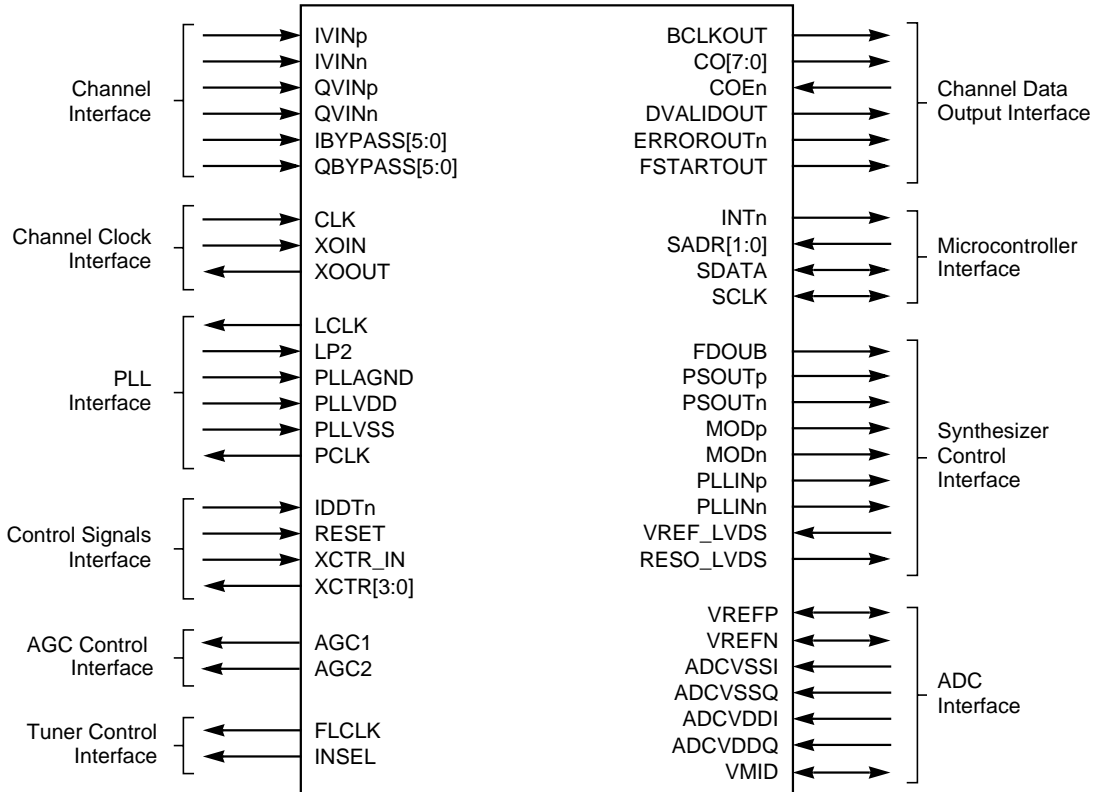 Channel
Interface
IVINp
IVINn
QVINp
QVINn
IBYPASS[5:0]
QBYPASS[5:0]
Channel Clock
Interface
CLK
XOIN
XOOUT
PLL
Interface
LCLK
LP2
PLLAGND
PLLVDD
PLLVSS
PCLK
Control Signals
Interface
IDDTn
RESET
XCTR_IN
XCTR[3:0]
AGC Control
Interface
AGC1
AGC2
Tuner Control
Interface
FLCLK
INSEL
BCLKOUT
CO[7:0]
COEn
DVALIDOUT
ERROROUTn
FSTARTOUT
Channel Data
Output Interface
INTn
SADR[1:0]
SDATA
SCLK
Microcontroller
Interface
FDOUB
PSOUTp
PSOUTn
MODp
MODn
PLLINp
PLLINn
VREF_LVDS
RESO_LVDS
Synthesizer
Control
Interface
VREFP
VREFN
ADCVSSI
ADCVSSQ
ADCVDDI
ADCVDDQ
VMID
ADC
Interface